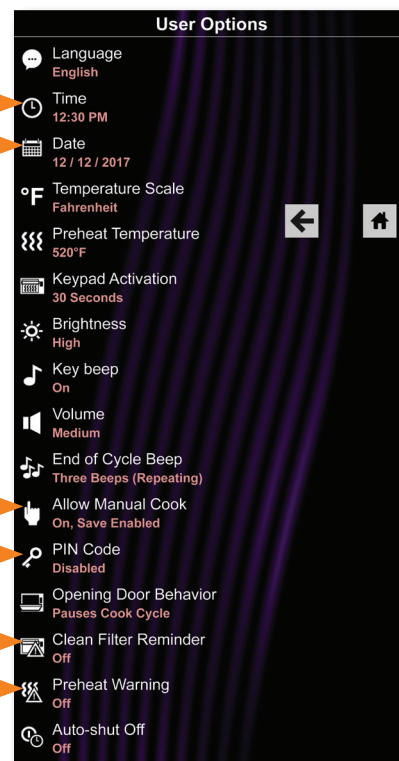 User Options
Language
English
Time
12:30 PM
Date
12 / 12 / 2017
°F
Temperature Scale
Fahrenheit
Preheat Temperature
520°F
Keypad Activation
30 Seconds
Brightness
High
Key beep
On
Volume
Medium
End of Cycle Beep
Three Beeps (Repeating)
Allow Manual Cook
On, Save Enabled
PIN Code
Disabled
Opening Door Behavior
Pauses Cook Cycle
Clean Filter Reminder
Off
Preheat Warning
Off
Auto-shut Off
Off